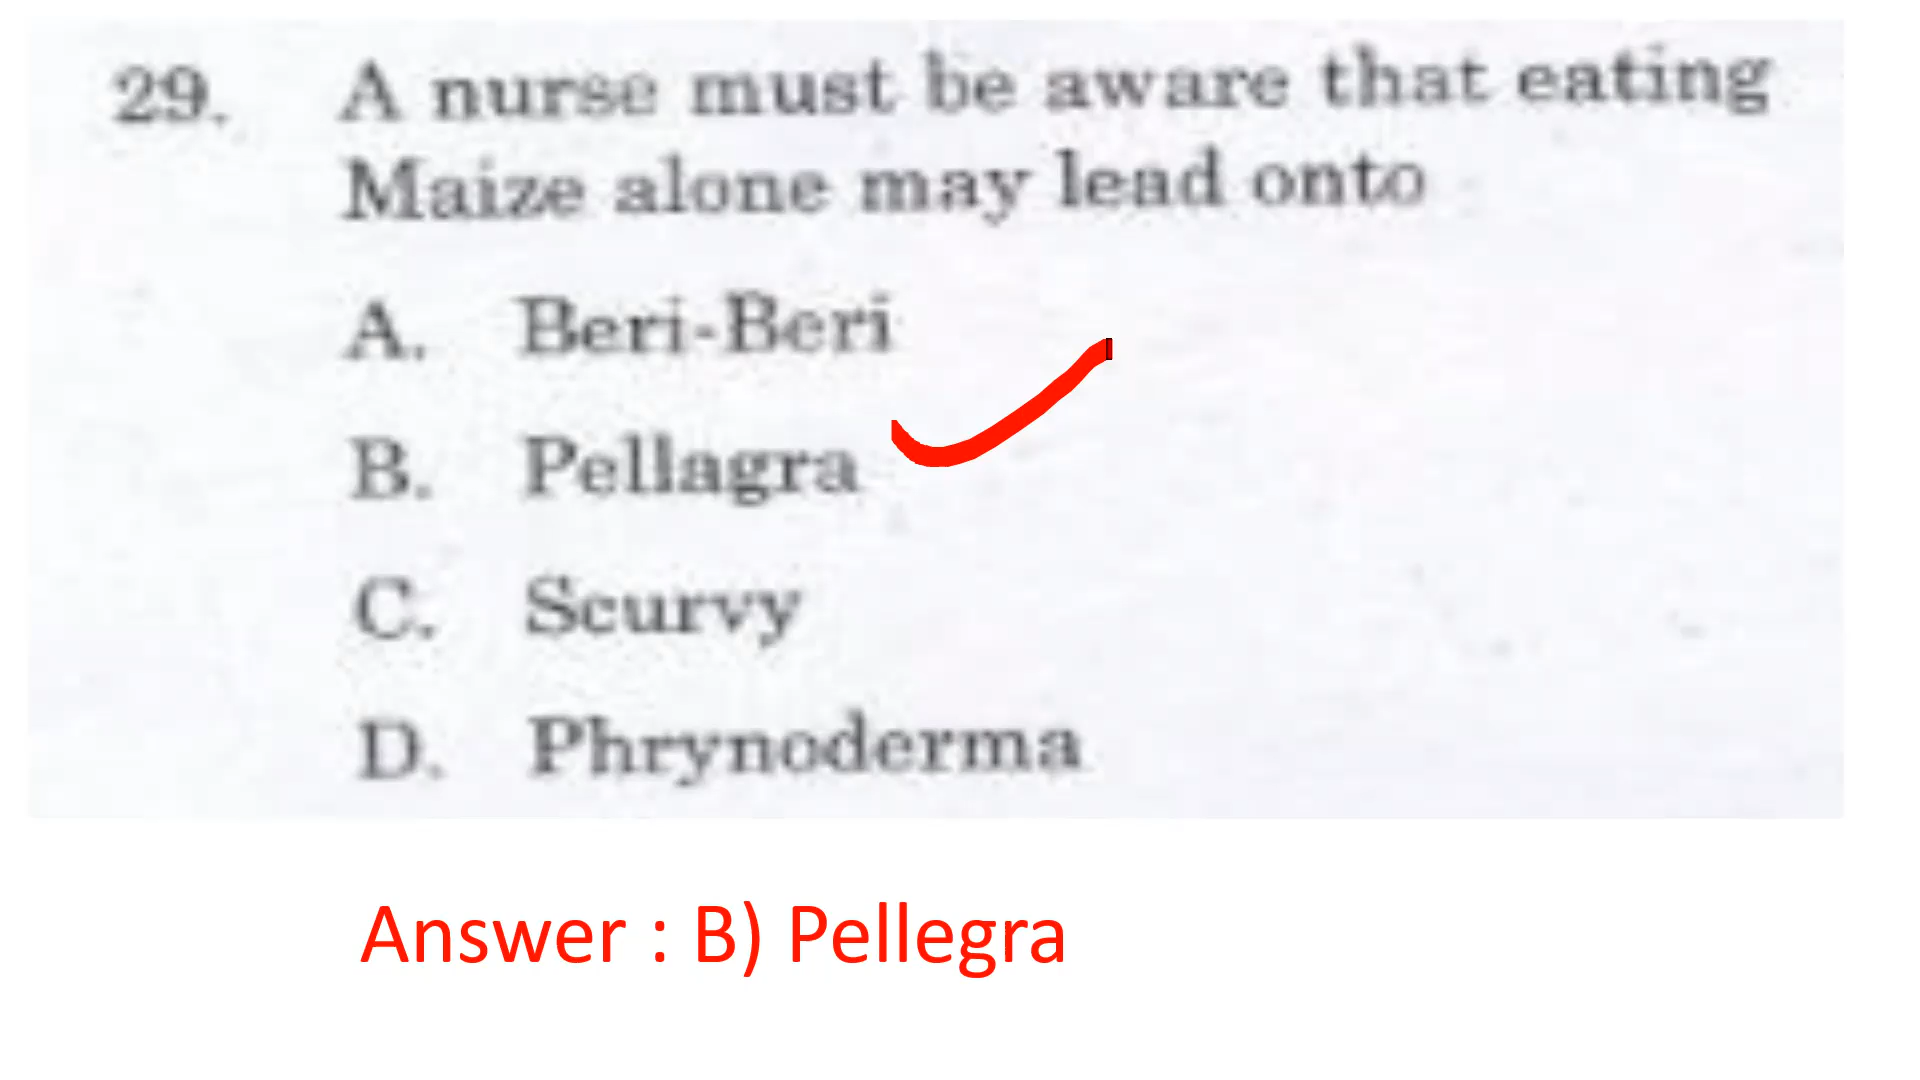 29. A nurse must be aware that eating
Maize alone may lead onto
A. Beri-Beri
B. Pellagra
C. Scurvy
D. Phrynoderma
Answer : B) Pellegra